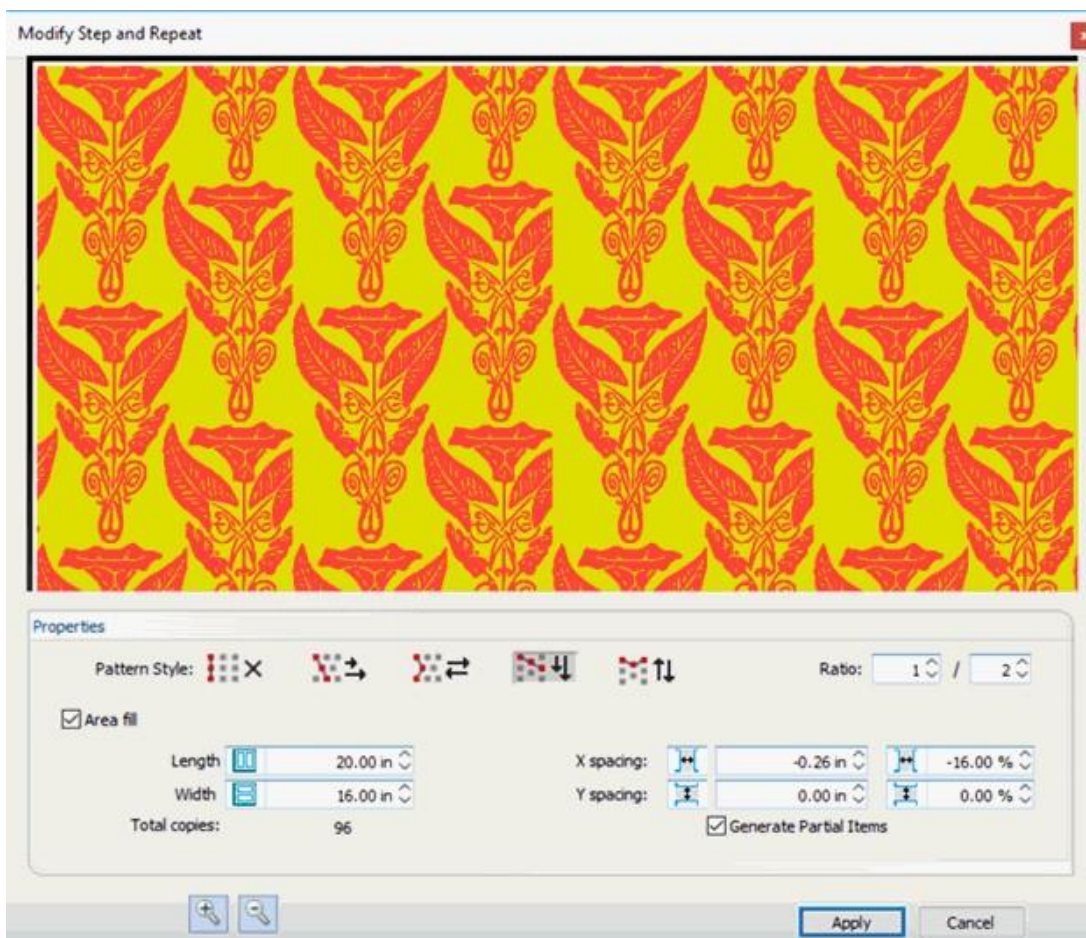 Modify Step and Repeat
Properties
Pattern Style: Ratio: 1 / 2
Area fill
Length 20.00 in X spacing: -0.26 in -16.00 %
Width 16.00 in Y spacing: 0.00 in 0.00 %
Total copies: 96 Generate Partial Items
Apply Cancel